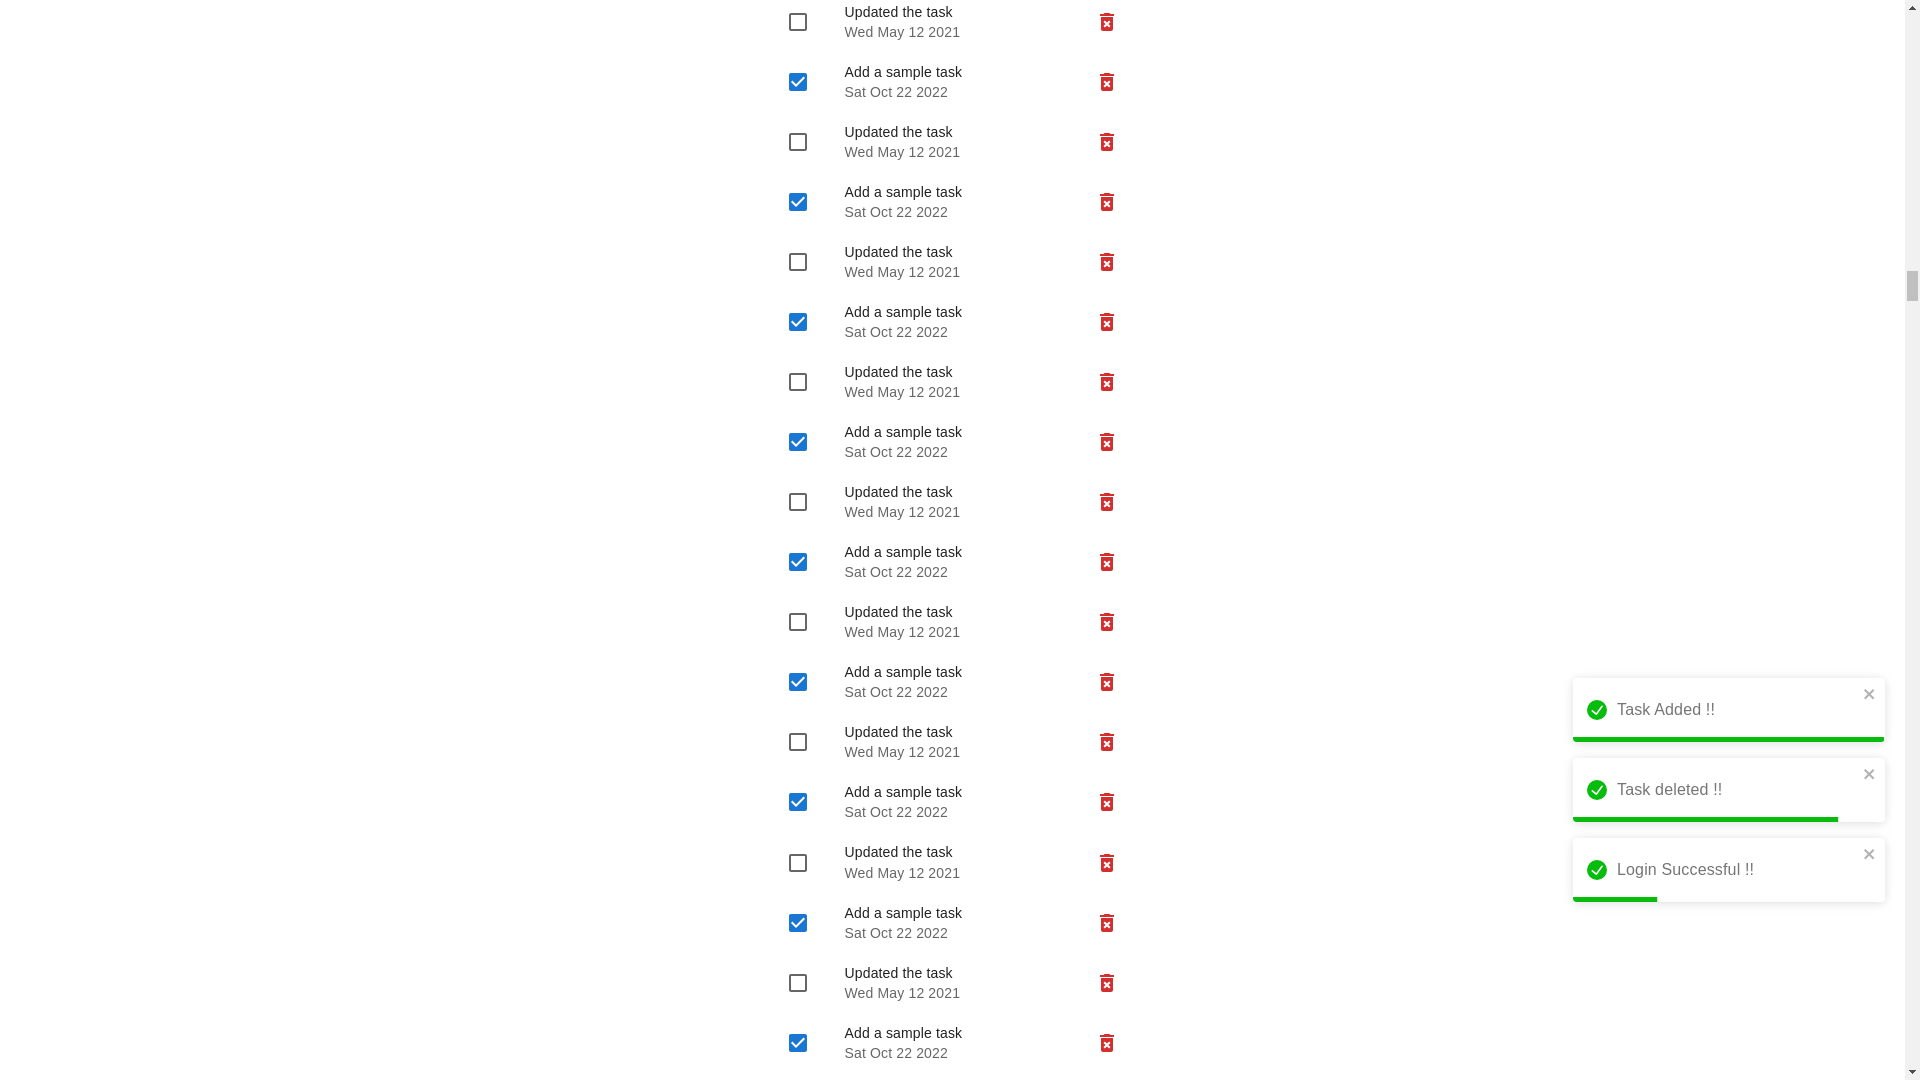 Updated the task
Wed May 12 2021
Add a sample task
Sat Oct 22 2022
Updated the task
Wed May 12 2021
Add a sample task
Sat Oct 22 2022
Updated the task
Wed May 12 2021
Add a sample task
Sat Oct 22 2022
Updated the task
Wed May 12 2021
Add a sample task
Sat Oct 22 2022
Updated the task
Wed May 12 2021
Add a sample task
Sat Oct 22 2022
Updated the task
Wed May 12 2021
Add a sample task
Sat Oct 22 2022
Updated the task
Wed May 12 2021
Add a sample task
Sat Oct 22 2022
Updated the task
Wed May 12 2021
Add a sample task
Sat Oct 22 2022
Updated the task
Wed May 12 2021
Add a sample task
Sat Oct 22 2022
Task Added !!
Task deleted !!
Login Successful !!